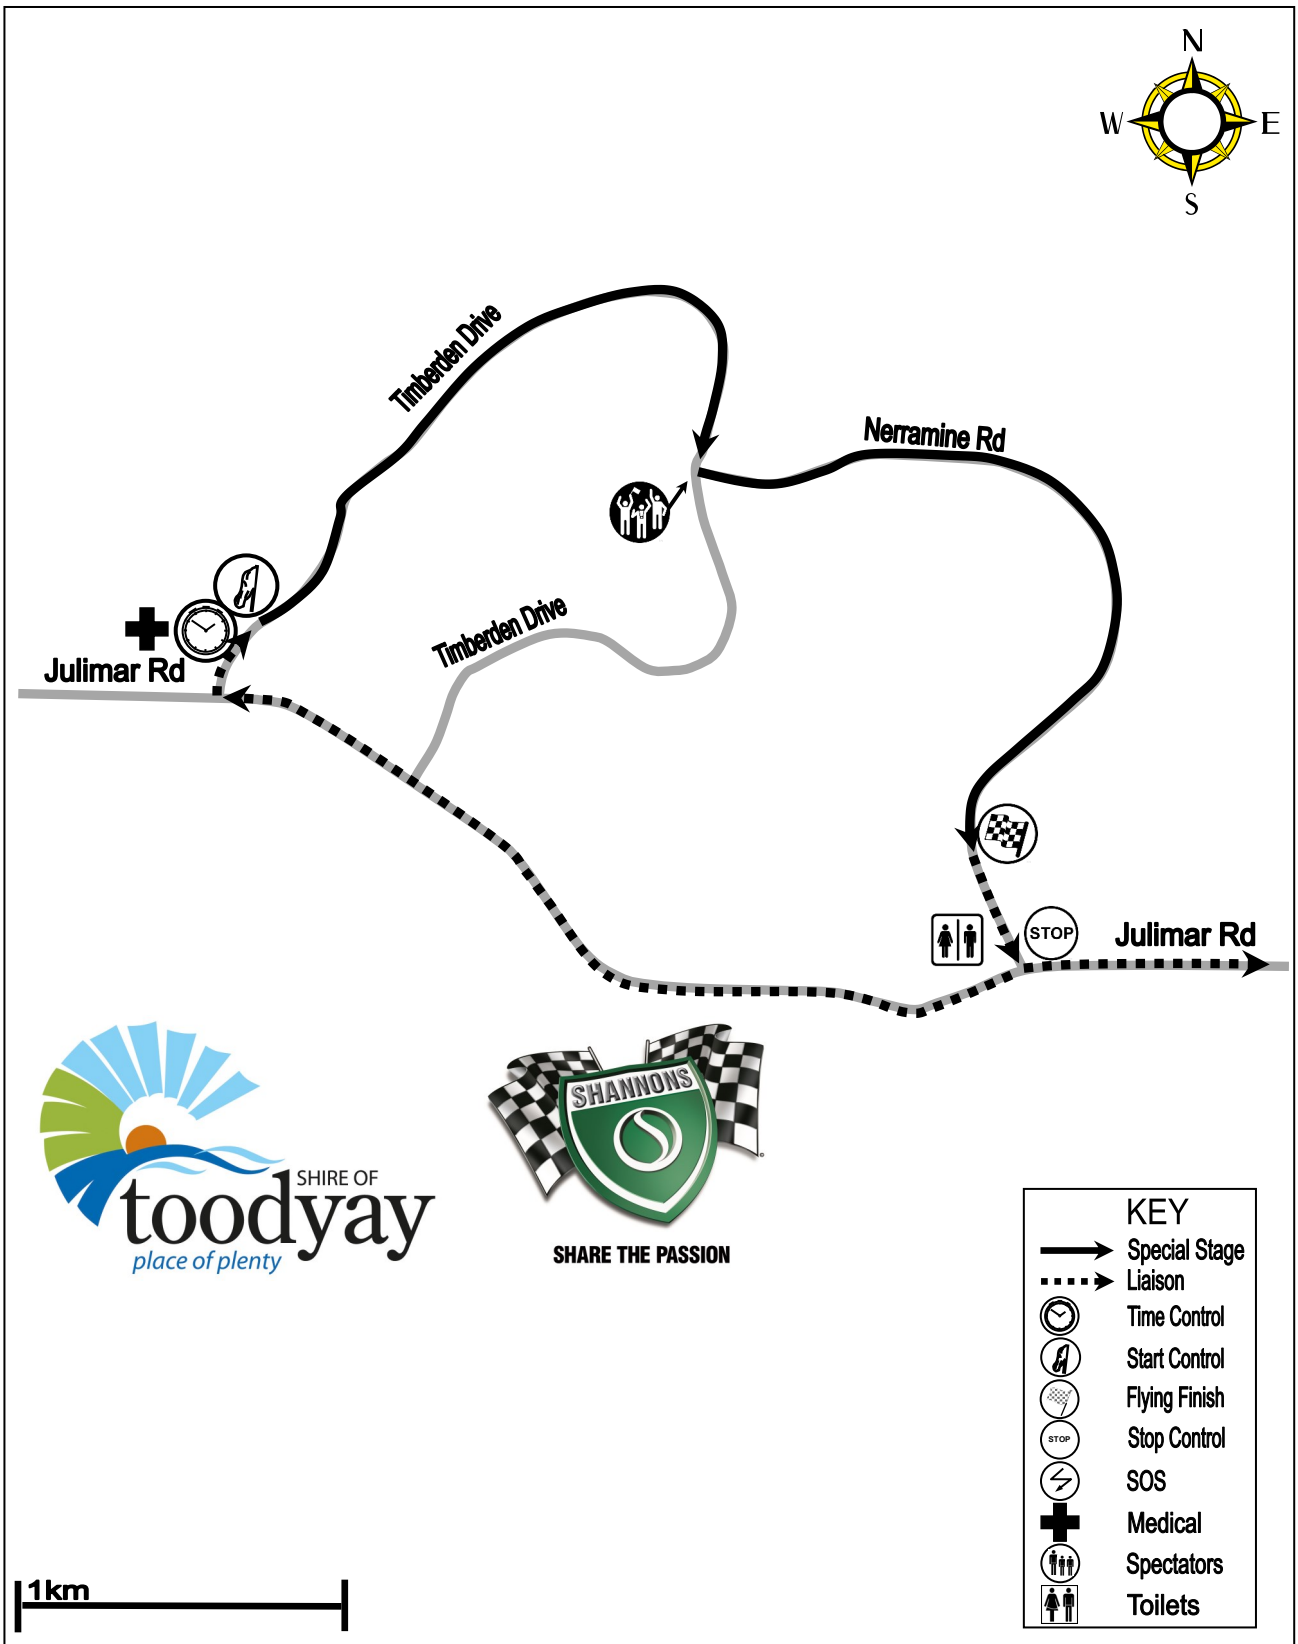 N
W
E
S
Timberden Drive
Nerramine Rd
Timberden Drive
Julimar Rd
STOP
Julimar Rd
SHANNONS
SHARE THE PASSION
SHIRE OF
toodyay
place of plenty
KEY
Special Stage
Liaison
Time Control
Start Control
Flying Finish
STOP
Stop Control
SOS
Medical
Spectators
Toilets
1km